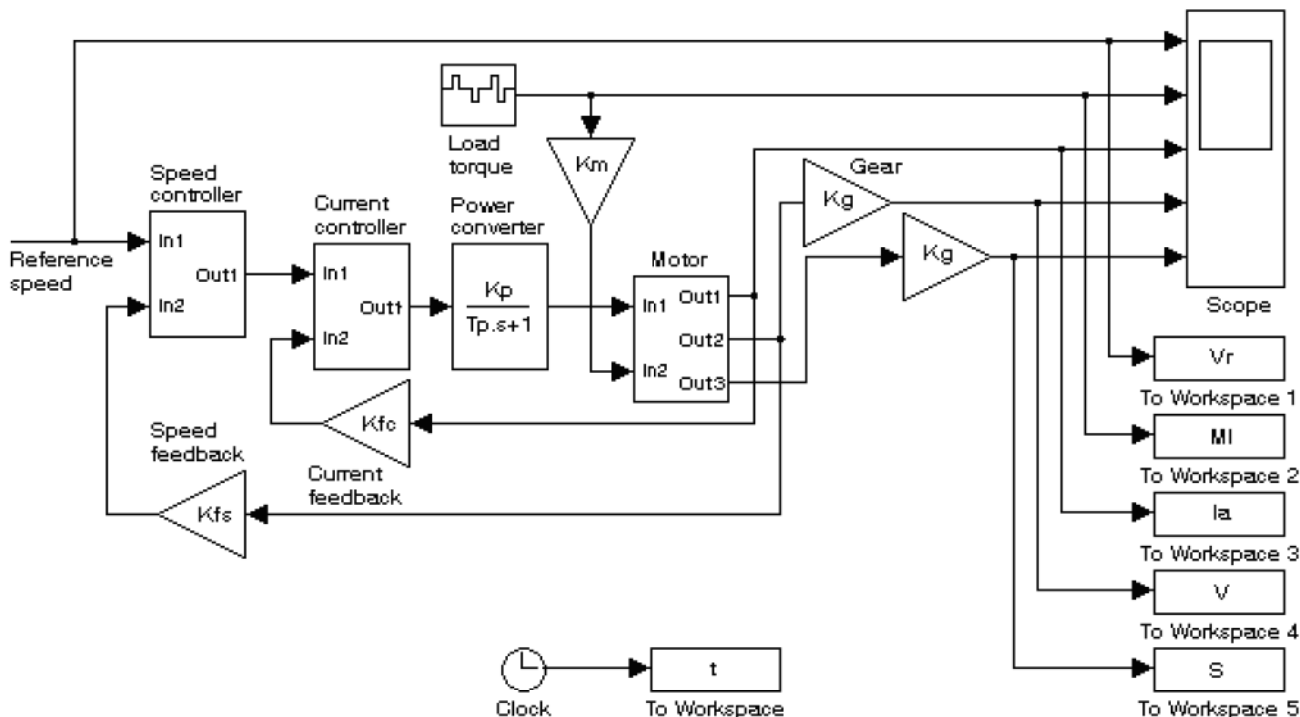 Load
torque
Km
Gear
Kg
Kg
Speed
controller
In1
Out1
In2
Reference
speed
Current
controller
In1
Out1
In2
Power
converter
Kp
Tp.s+1
Motor
In1
In2
Out1
Out2
Out3
Scope
Kfc
Current
feedback
Speed
feedback
Kfs
Vr
To Workspace 1
Ml
To Workspace 2
Ia
To Workspace 3
V
To Workspace 4
S
To Workspace 5
Clock
t
To Workspace